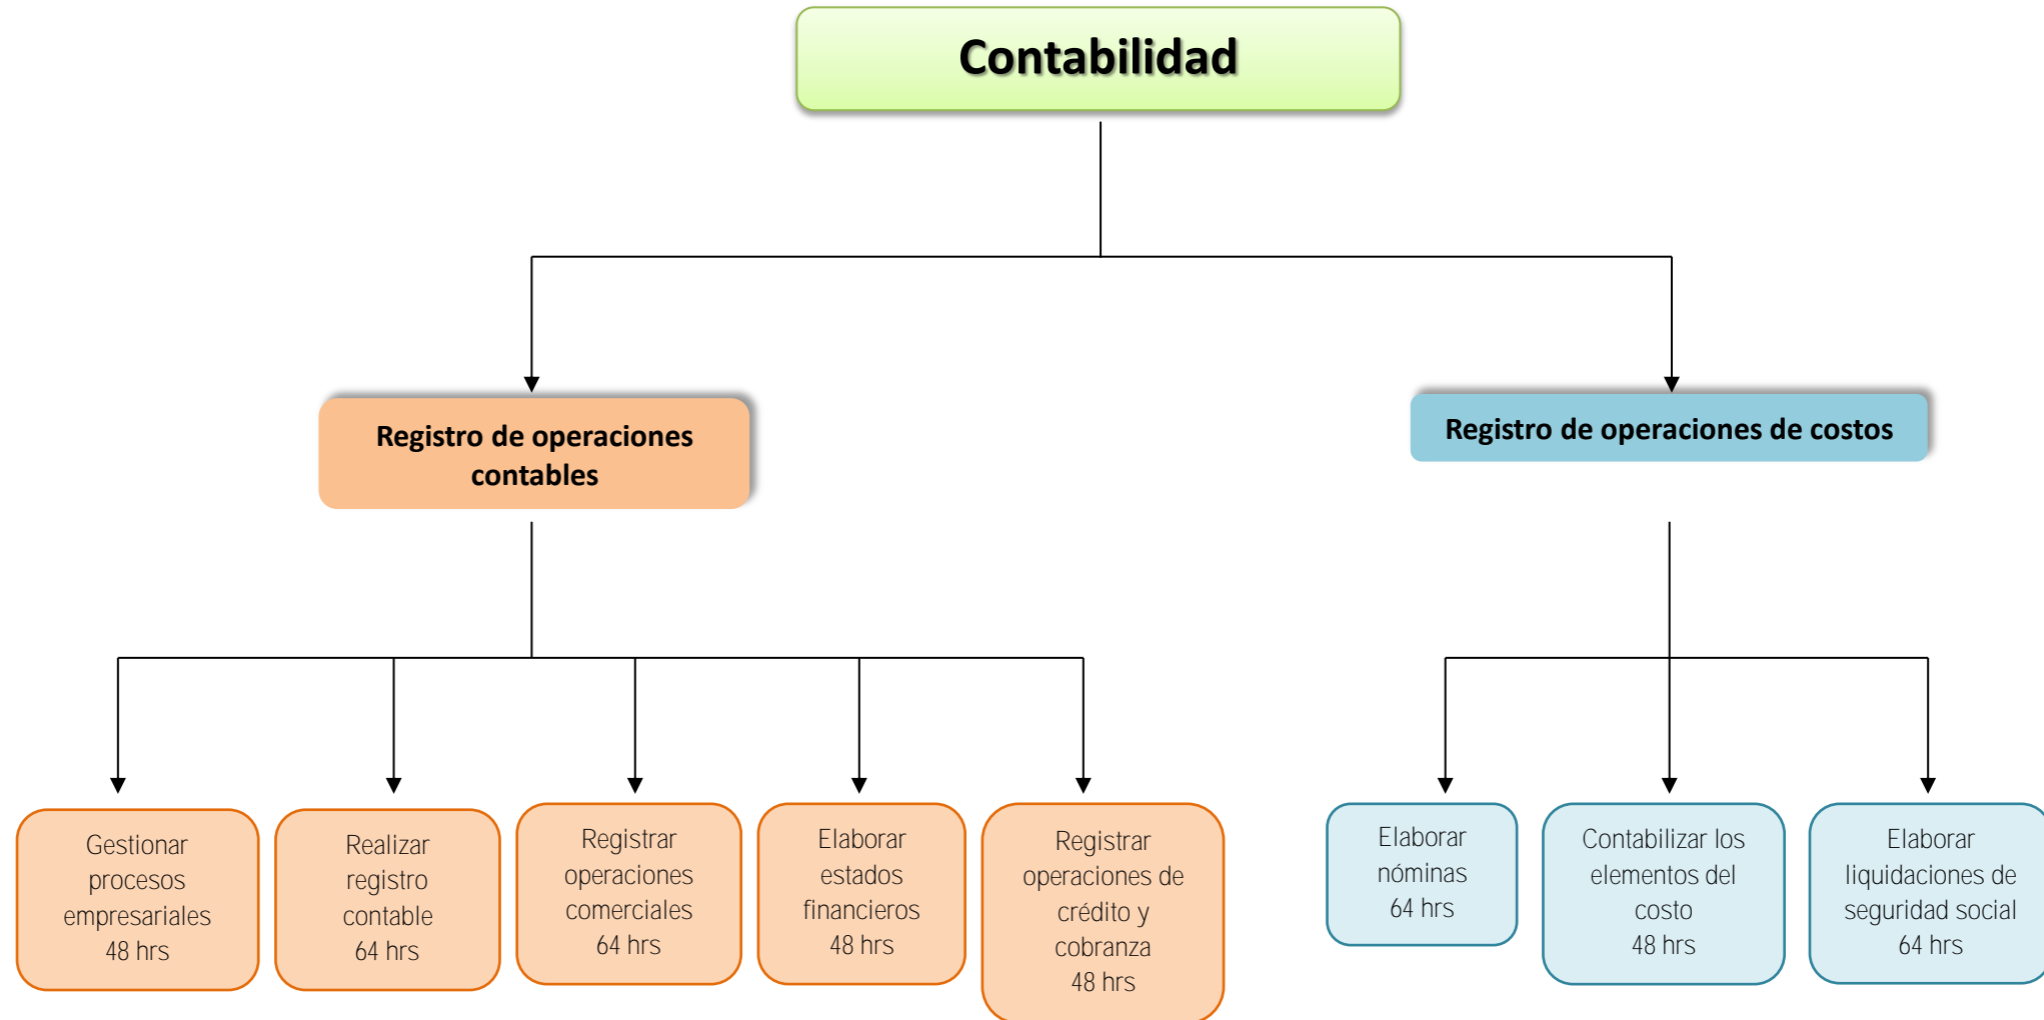 Contabilidad
Registro de operaciones
contables
Registro de operaciones de costos
Gestionar
procesos
empresariales
48 hrs
Realizar
registro
contable
64 hrs
Registrar
operaciones
comerciales
64 hrs
Elaborar
estados
financieros
48 hrs
Registrar
operaciones de
crédito y
cobranza
48 hrs
Elaborar
nóminas
64 hrs
Contabilizar los
elementos del
costo
48 hrs
Elaborar
liquidaciones de
seguridad social
64 hrs